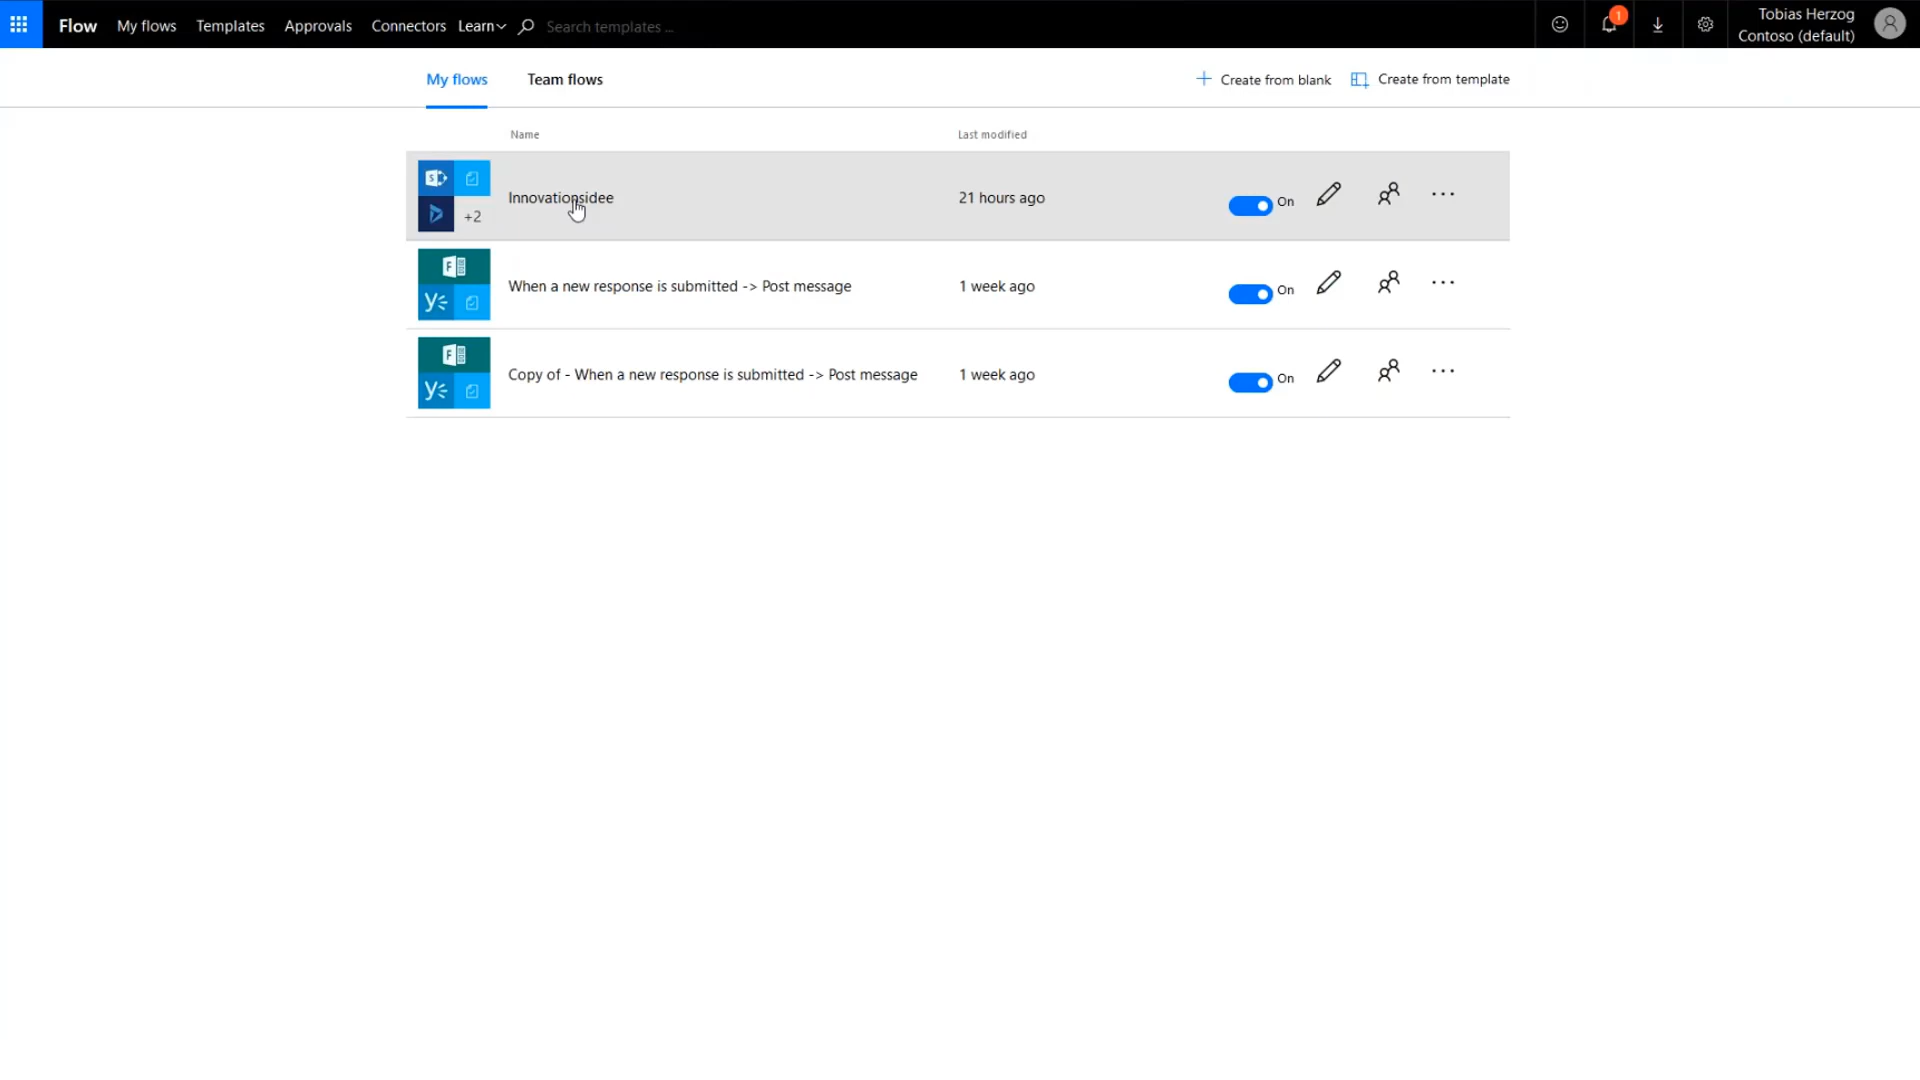 Flow My flows Templates Approvals Connectors Learn Search templates ... 1 Tobias Herzog
Contoso (default)
My flows Team flows Create from blank Create from template
Name Last modified
S
+2 Innovationsidee 21 hours ago On ...
F
y When a new response is submitted -> Post message 1 week ago On ...
F
y Copy of - When a new response is submitted -> Post message 1 week ago On ...